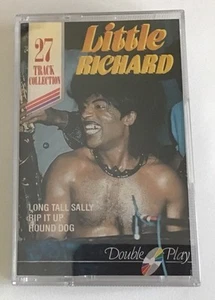 27
TRACK
COLLECTION
Little
RICHARD
LONG TALL SALLY
RIP IT UP
HOUND DOG
Double Play